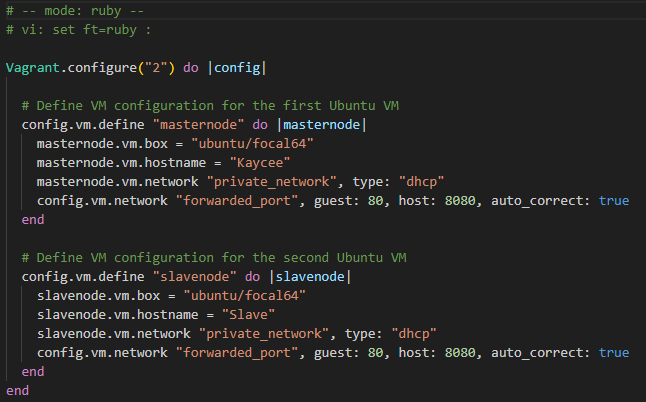 # -- mode: ruby --
# vi: set ft=ruby :
Vagrant.configure("2") do |config|
# Define VM configuration for the first Ubuntu VM
config.vm.define "masternode" do |masternode|
masternode.vm.box = "ubuntu/focal64"
masternode.vm.hostname = "Kaycee"
masternode.vm.network "private_network", type: "dhcp"
config.vm.network "forwarded_port", guest: 80, host: 8080, auto_correct: true
end
# Define VM configuration for the second Ubuntu VM
config.vm.define "slavenode" do |slavenode|
slavenode.vm.box = "ubuntu/focal64"
slavenode.vm.hostname = "Slave"
slavenode.vm.network "private_network", type: "dhcp"
config.vm.network "forwarded_port", guest: 80, host: 8080, auto_correct: true
end
end